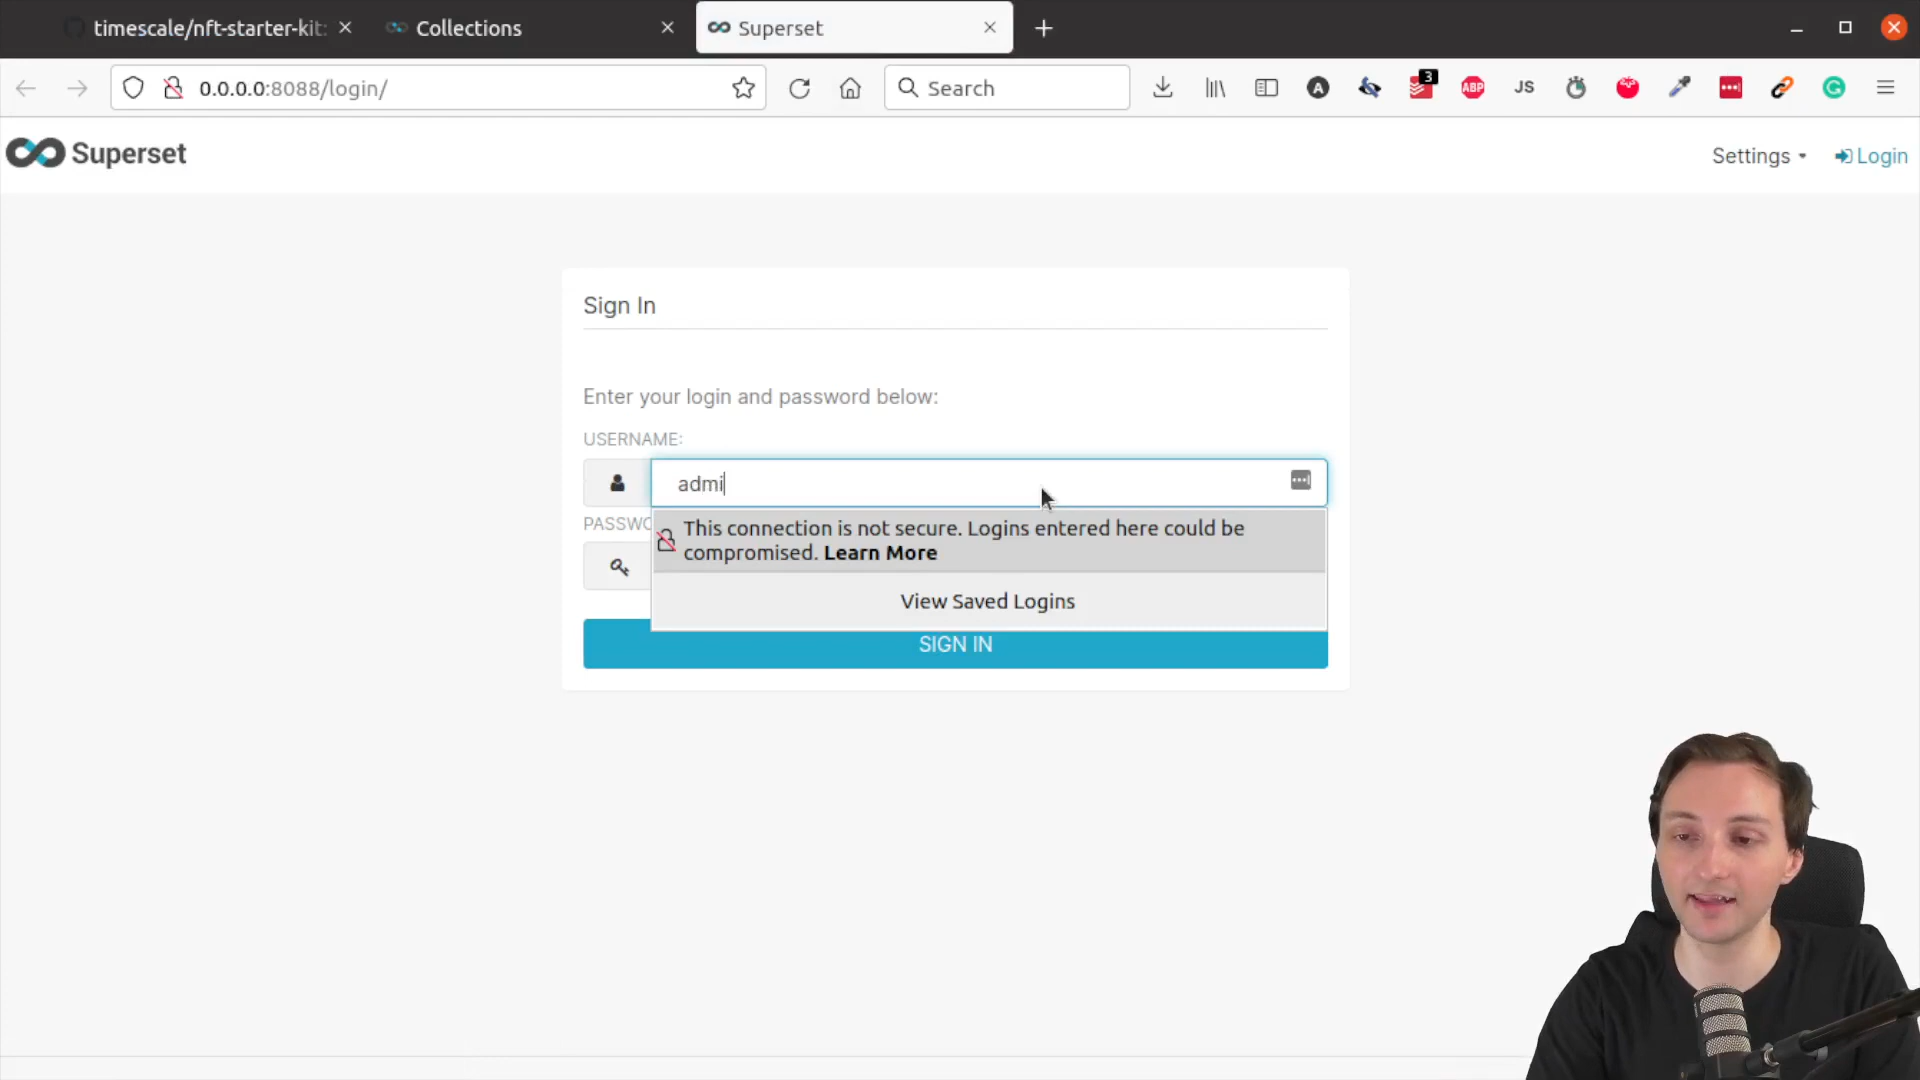 timescale/nft-starter-kit:
Collections
Superset
0.0.0.0:8088/login/
Search
A
3
ABP
JS
G
Superset
Settings
Login
Sign In
Enter your login and password below:
USERNAME:
admi
PASSWO
This connection is not secure. Logins entered here could be
compromised. Learn More
View Saved Logins
SIGN IN